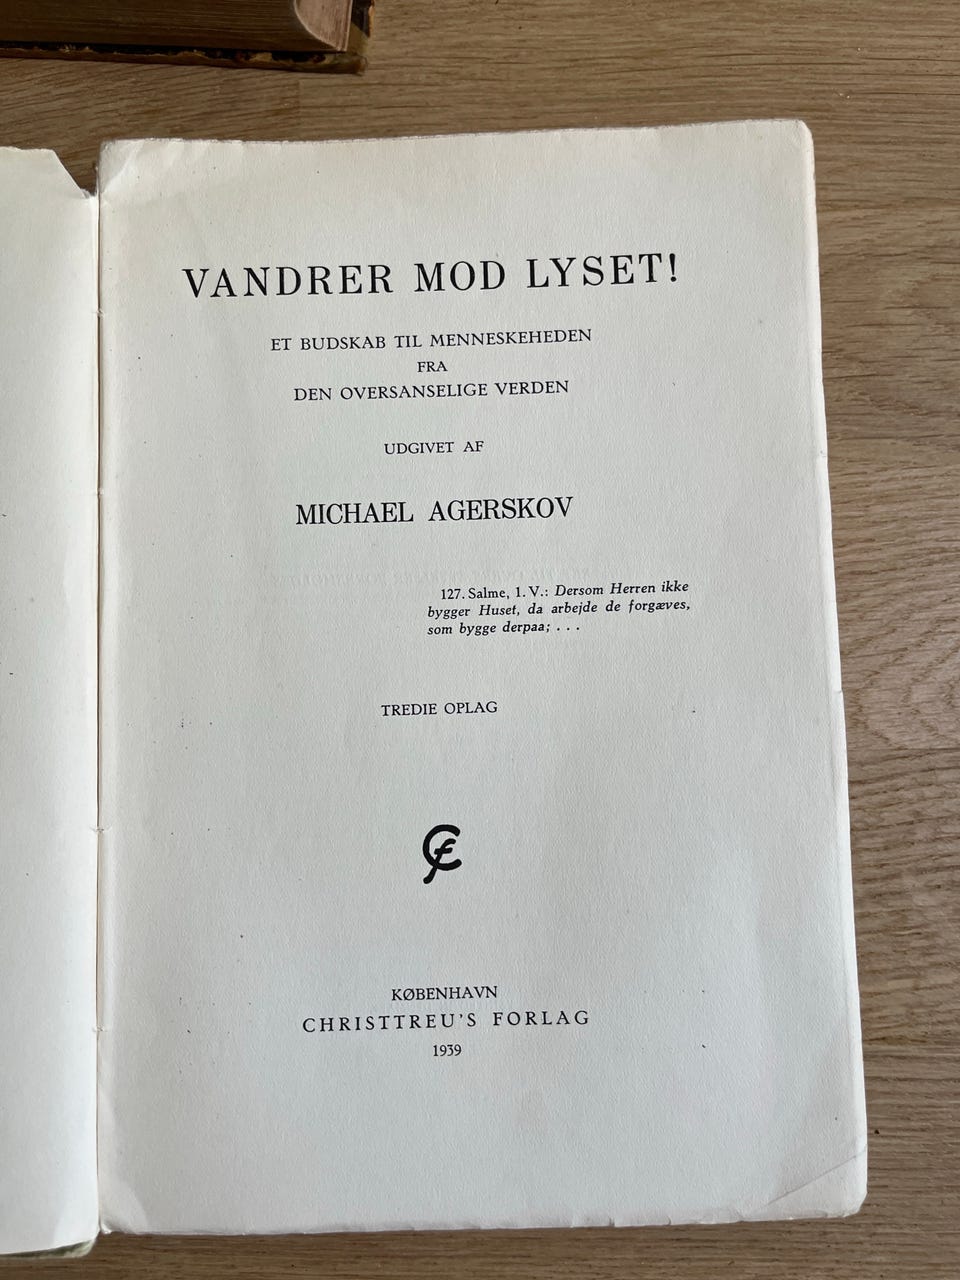 VANDRER MOD LYSET!
ET BUDSKAB TIL MENNESKEHEDEN
FRA
DEN OVERSANSELIGE VERDEN
UDGIVET AF
MICHAEL AGERSKOV
127. Salme, 1. V.: Dersom Herren ikke
bygger Huset, da arbejde de forgæves,
som bygge derpaa; . . .
TREDIE OPLAG
KØBENHAVN
CHRISTTREU'S FORLAG
1939